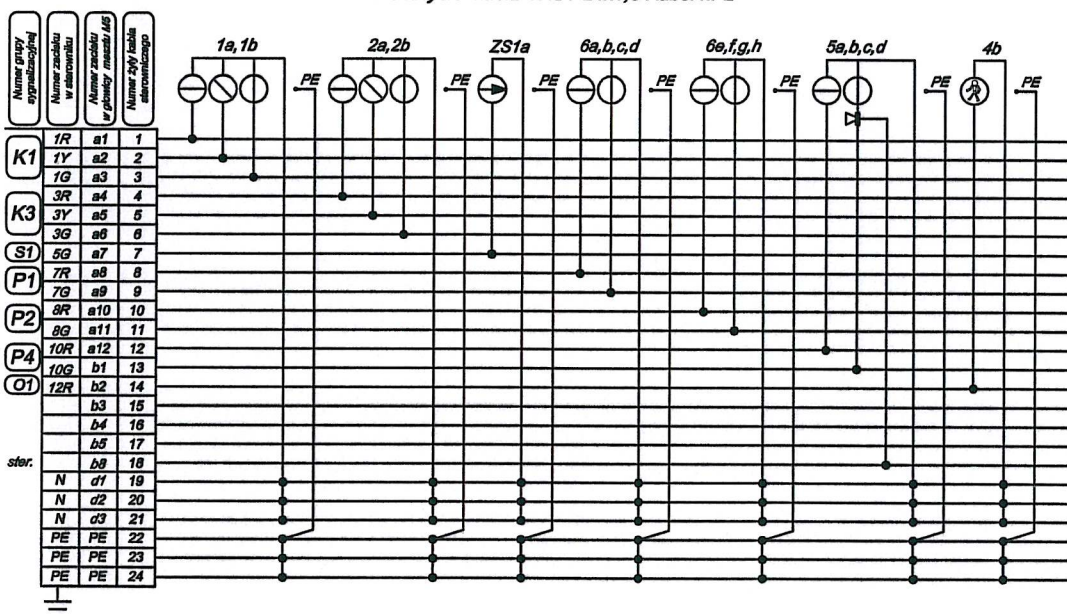 1a,1b 2a,2b ZS1a 6a,b,c,d 6e,f,g,h 5a,b,c,d 4b
PE PE PE PE PE PE PE
Numer grupy sygnalizacyjnej
Numer zacisku w sterowniku
Numer zacisku w głowicy masztu M5
Numer żyły kabla sterowniczego
K1 1R a1 1
1Y a2 2
1G a3 3
K3 3R a4 4
3Y a5 5
3G a6 6
S1 5G a7 7
P1 7R a8 8
7G a9 9
P2 8R a10 10
8G a11 11
P4 10R a12 12
10G b1 13
O1 12R b2 14
b3 15
b4 16
b5 17
ster. b8 18
N d1 19
N d2 20
N d3 21
PE PE 22
PE PE 23
PE PE 24